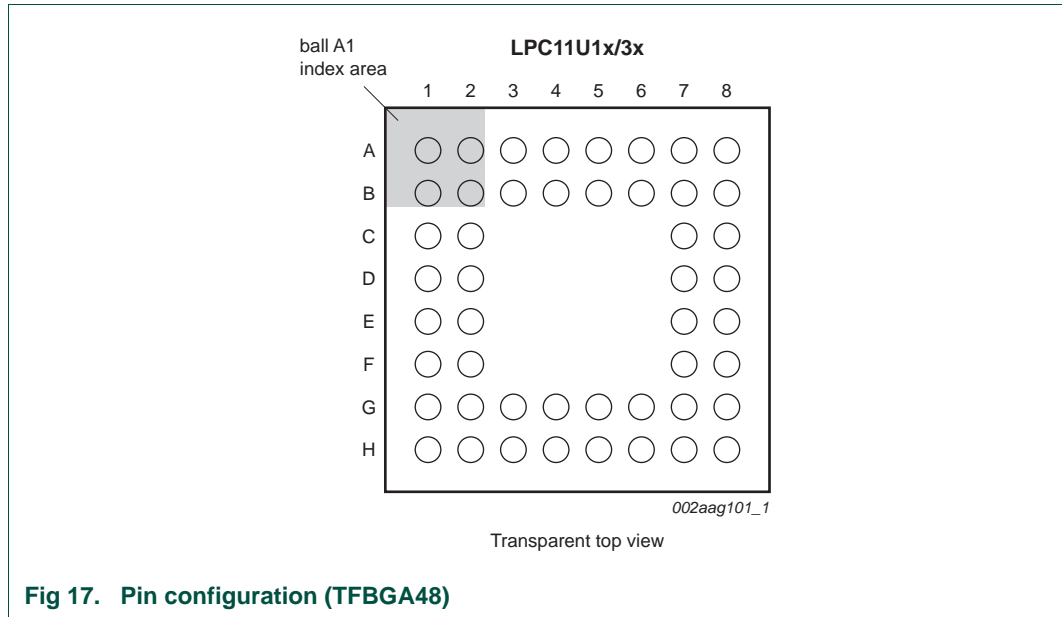 ball A1
index area
LPC11U1x/3x
1 2 3 4 5 6 7 8
A
B
C
D
E
F
G
H
002aag101_1
Transparent top view
Fig 17. Pin configuration (TFBGA48)